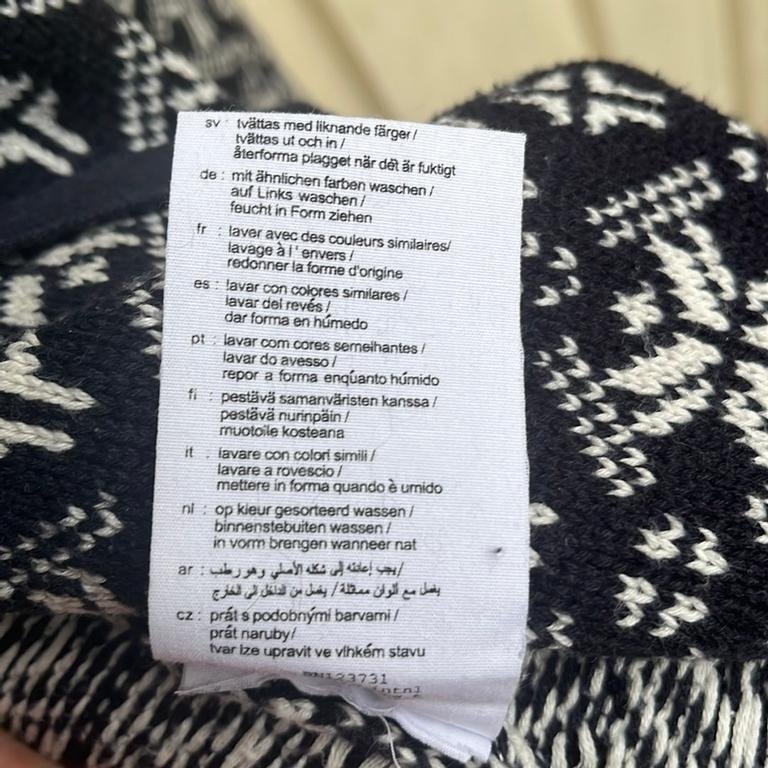 sv : tvättas med liknande färger/
tvättas ut och in /
återforma plagget när dét är fuktigt
de : mit ähnlichen farben waschen /
auf Links waschen /
feucht in Form ziehen
fr : laver avec des couleurs similaires/
lavage à l ' envers /
redonner la forme d'origine
es : lavar con colores similares /
lavar del revés /
dar forma en húmedo
pt : lavar com cores semelhantes /
lavar do avesso /
repor a forma enquanto húmido
fi : pestävä samanväristen kanssa /
pestävä nurinpäin /
muotoile kosteana
it : lavare con colori simili /
lavare a rovescio /
mettere in forma quando è umido
nl : op kleur gesorteerd wassen /
binnenstebuiten wassen /
in vorm brengen wanneer nat
ar : يجب إعادته إلى شكله الأصلي وهو رطب/
يغسل مع ألوان مماثلة / يغسل من الداخل إلى الخارج
cz : prát s podobnými barvami /
prát naruby/
tvar lze upravit ve vlhkém stavu